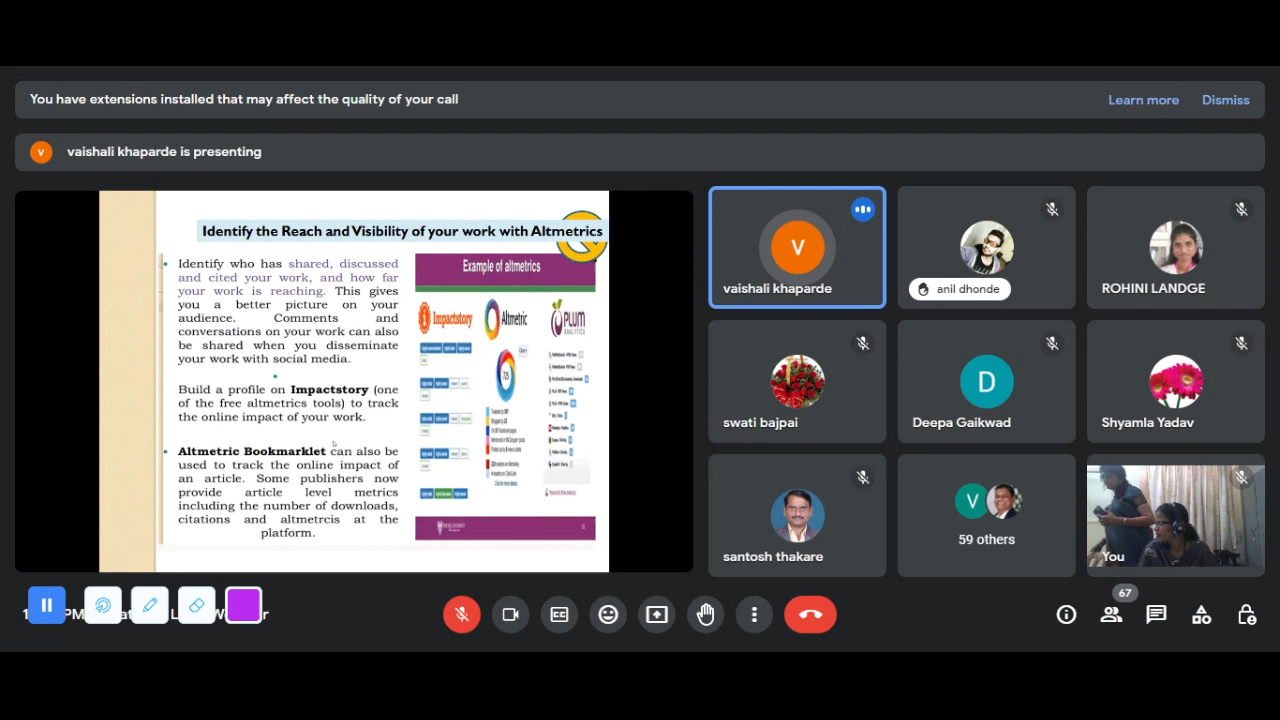 You have extensions installed that may affect the quality of your call
Learn more
Dismiss
V
vaishali khaparde is presenting
Identify the Reach and Visibility of your work with Altmetrics
• Identify who has shared, discussed
and cited your work, and how far
your work is reaching. This gives
you a better picture on your
audience. Comments and
conversations on your work can also
be shared when you disseminate
your work with social media.
•
Build a profile on Impactstory (one
of the free altmetrics tools) to track
the online impact of your work.
• Altmetric Bookmarklet can also be
used to track the online impact of
an article. Some publishers now
provide article level metrics
including the number of downloads,
citations and altmetrcis at the
platform.
Example of altmetrics
Impactstory
Altmetric
PLUM
ANALYTICS
V
vaishali khaparde
anil dhonde
ROHINI LANDGE
swati bajpai
D
Deepa Gaikwad
Shyamla Yadav
santosh thakare
V
59 others
You
67